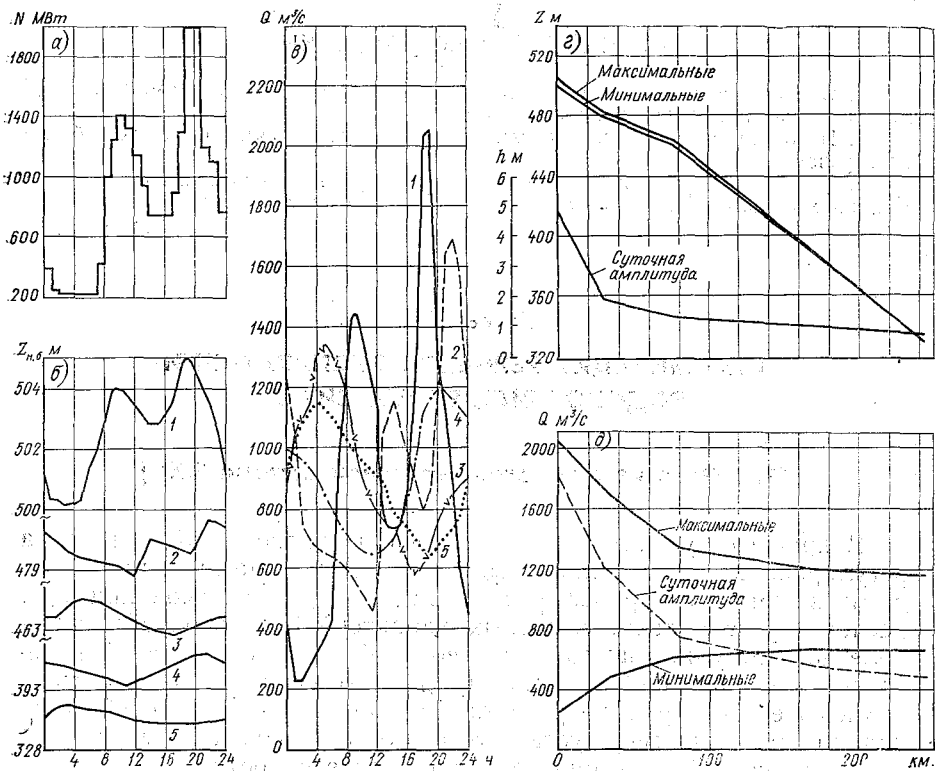 N МВт
а)
1800
1400
1000
600
200
Zн.б м
б)
504
502
500
479
463
393
328
1
2
3
4
5
4 8 12 16 20 24
Q м³/с
в)
2200
2000
1800
1600
1400
1200
1000
800
600
400
200
0
1
2
4
3
5
4 8 12 16 20 24 ч
Z м
г)
520
480
440
400
360
320
Максимальные
Минимальные
h м
6
5
4
3
2
1
0
Суточная
амплитуда
Q м³/с
д)
2000
1600
1200
800
400
0
Максимальные
Суточная
амплитуда
Минимальные
100 200 км.